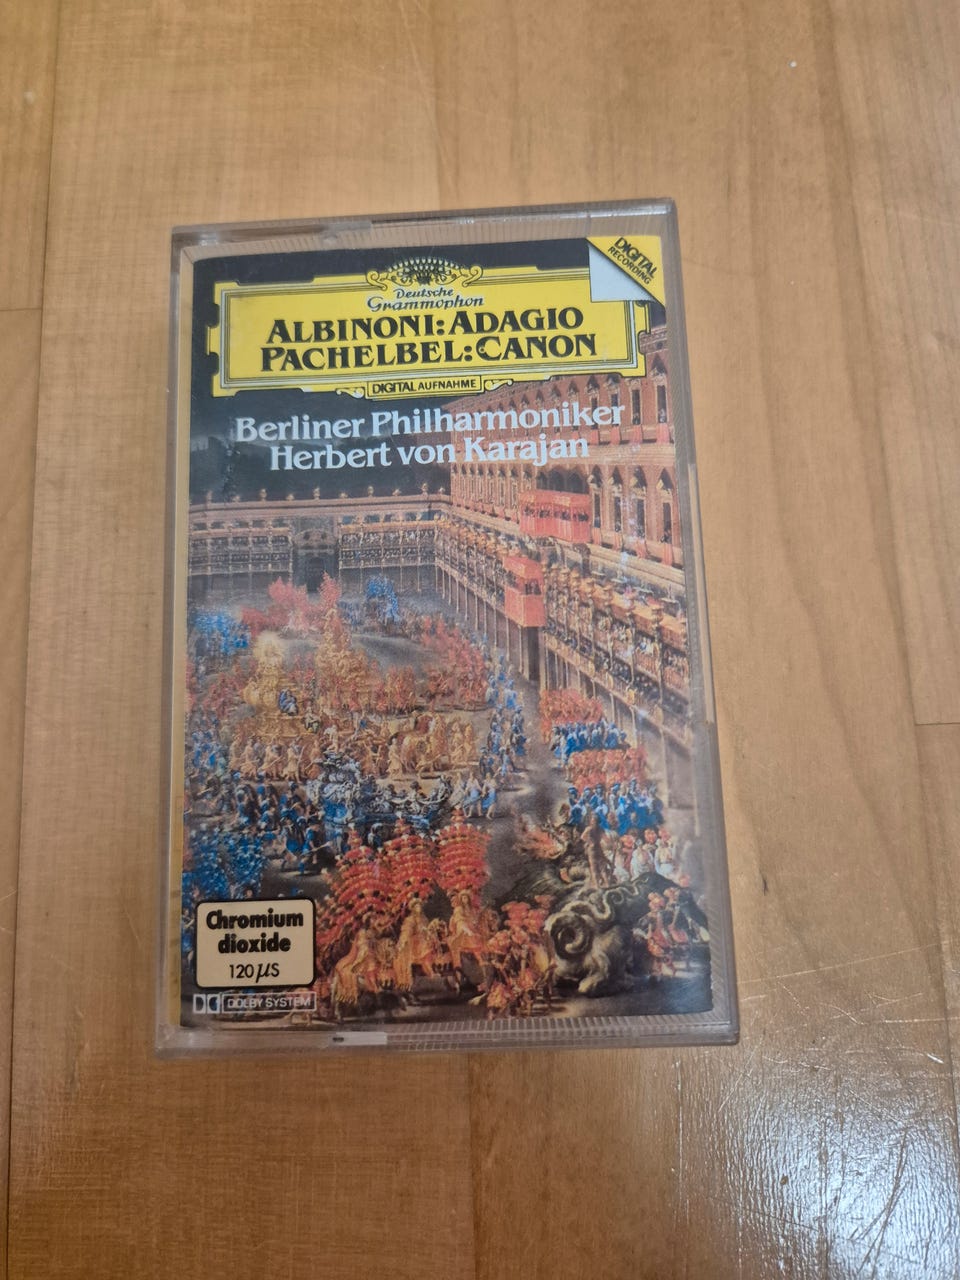 DIGITAL
RECORDING
Deutsche
Grammophon
ALBINONI: ADAGIO
PACHELBEL: CANON
DIGITAL AUFNAHME
Berliner Philharmoniker
Herbert von Karajan
Chromium
dioxide
120 µs
DOLBY SYSTEM